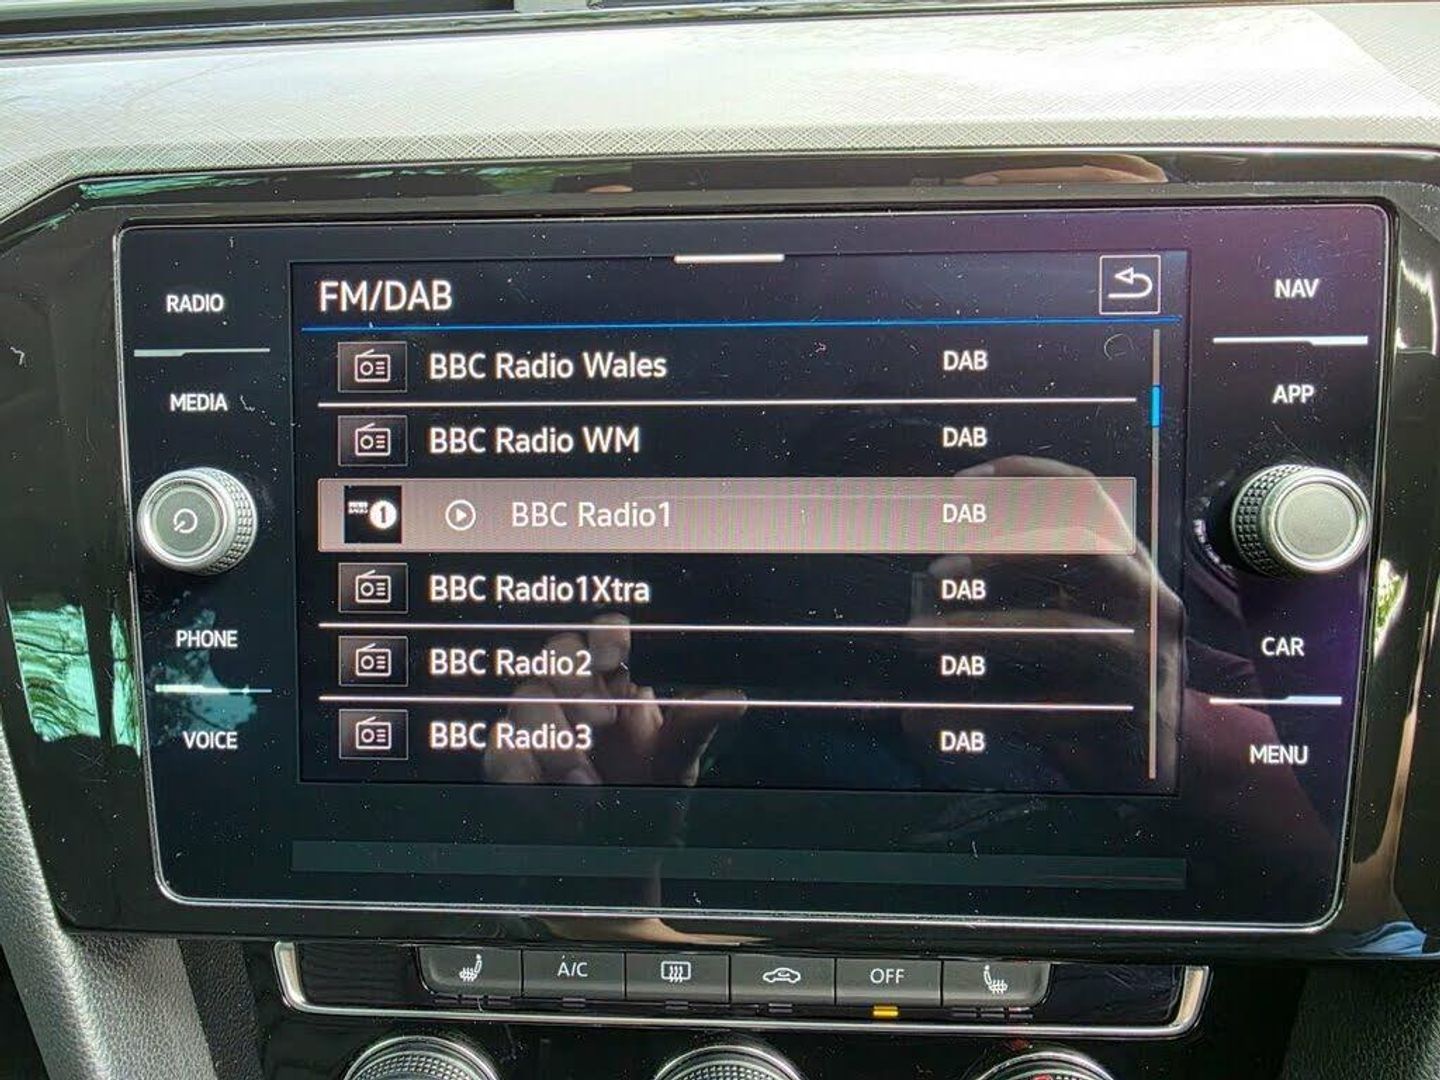 FM/DAB
RADIO
MEDIA
PHONE
VOICE
BBC Radio Wales DAB
BBC Radio WM DAB
1 BBC Radio1 DAB
BBC Radio1Xtra DAB
BBC Radio2 DAB
BBC Radio3 DAB
NAV
APP
CAR
MENU
A/C
OFF